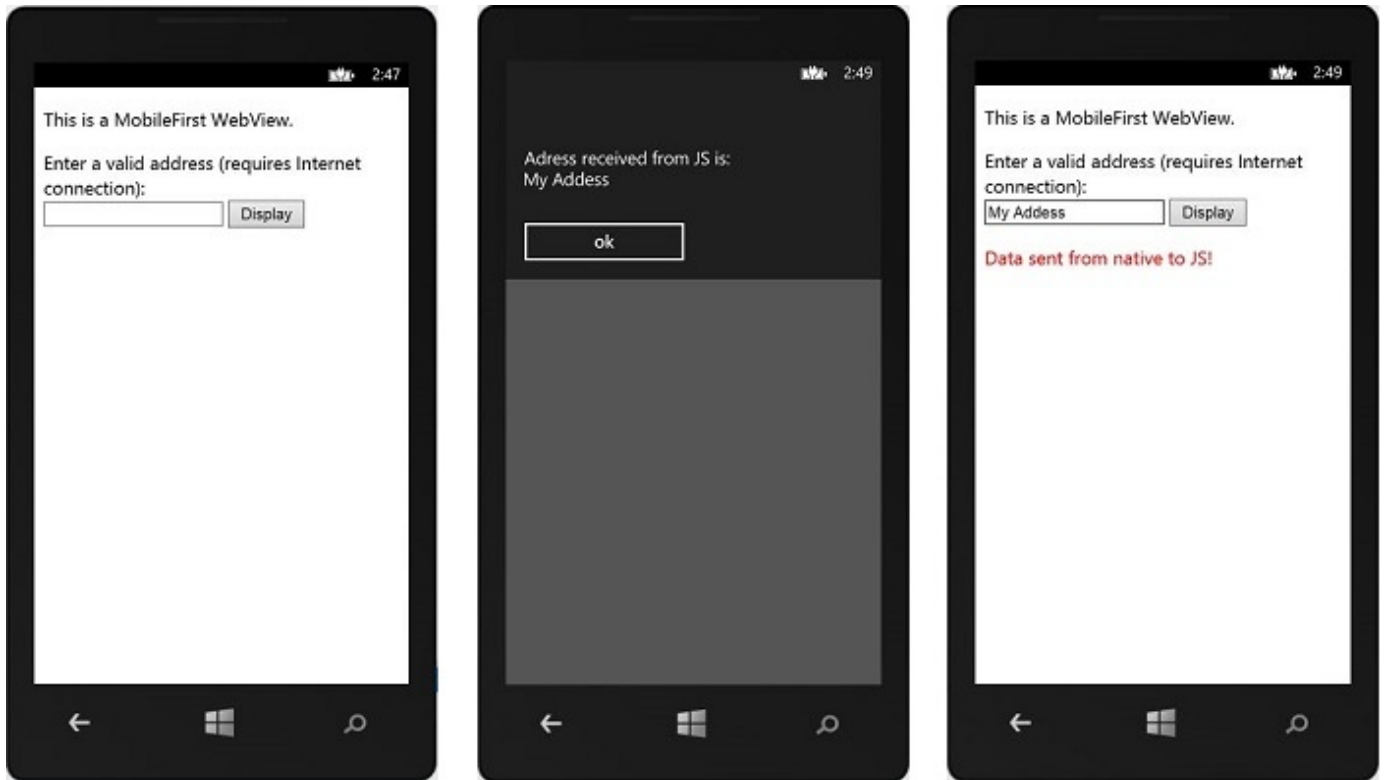 2:47
This is a MobileFirst WebView.
Enter a valid address (requires Internet
connection):
Display
2:49
Adress received from JS is:
My Addess
ok
2:49
This is a MobileFirst WebView.
Enter a valid address (requires Internet
connection):
My Addess Display
Data sent from native to JS!